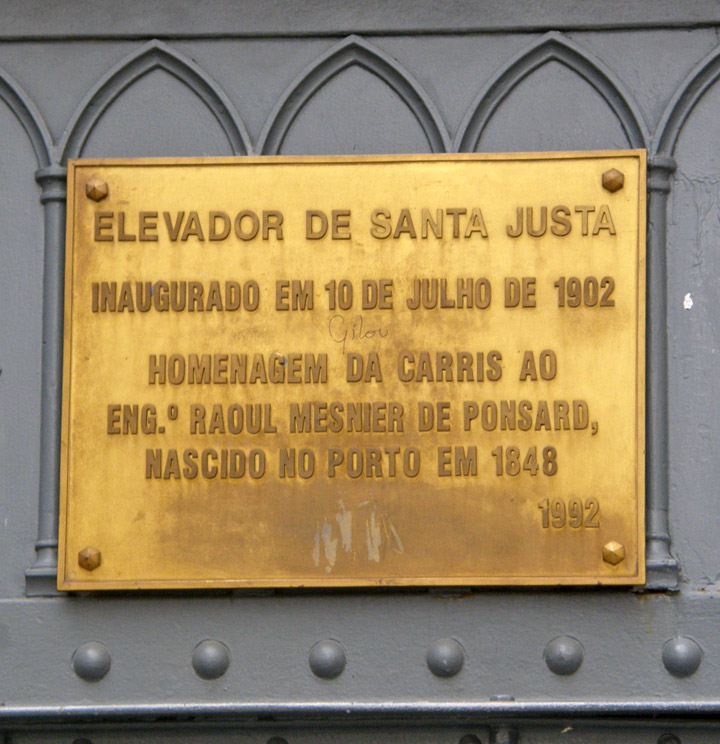 ELEVADOR DE SANTA JUSTA
INAUGURADO EM 10 DE JULHO DE 1902
HOMENAGEM DA CARRIS AO
ENG.º RAOUL MESNIER DE PONSARD,
NASCIDO NO PORTO EM 1848
1992